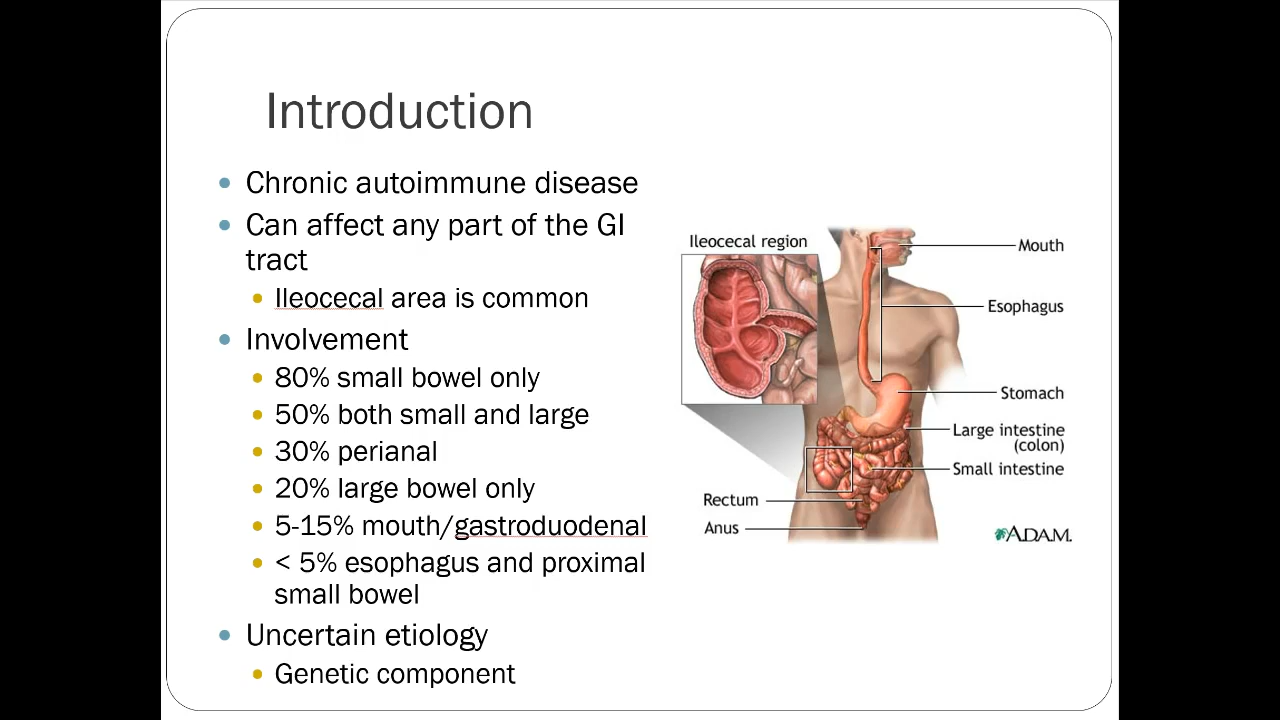 Introduction
Chronic autoimmune disease
Can affect any part of the GI
tract
Ileocecal area is common
Involvement
80% small bowel only
50% both small and large
30% perianal
20% large bowel only
5-15% mouth/gastroduodenal
< 5% esophagus and proximal
small bowel
Uncertain etiology
Genetic component
Ileocecal region
Mouth
Esophagus
Stomach
Large intestine
(colon)
Small intestine
Rectum
Anus
ADAM.